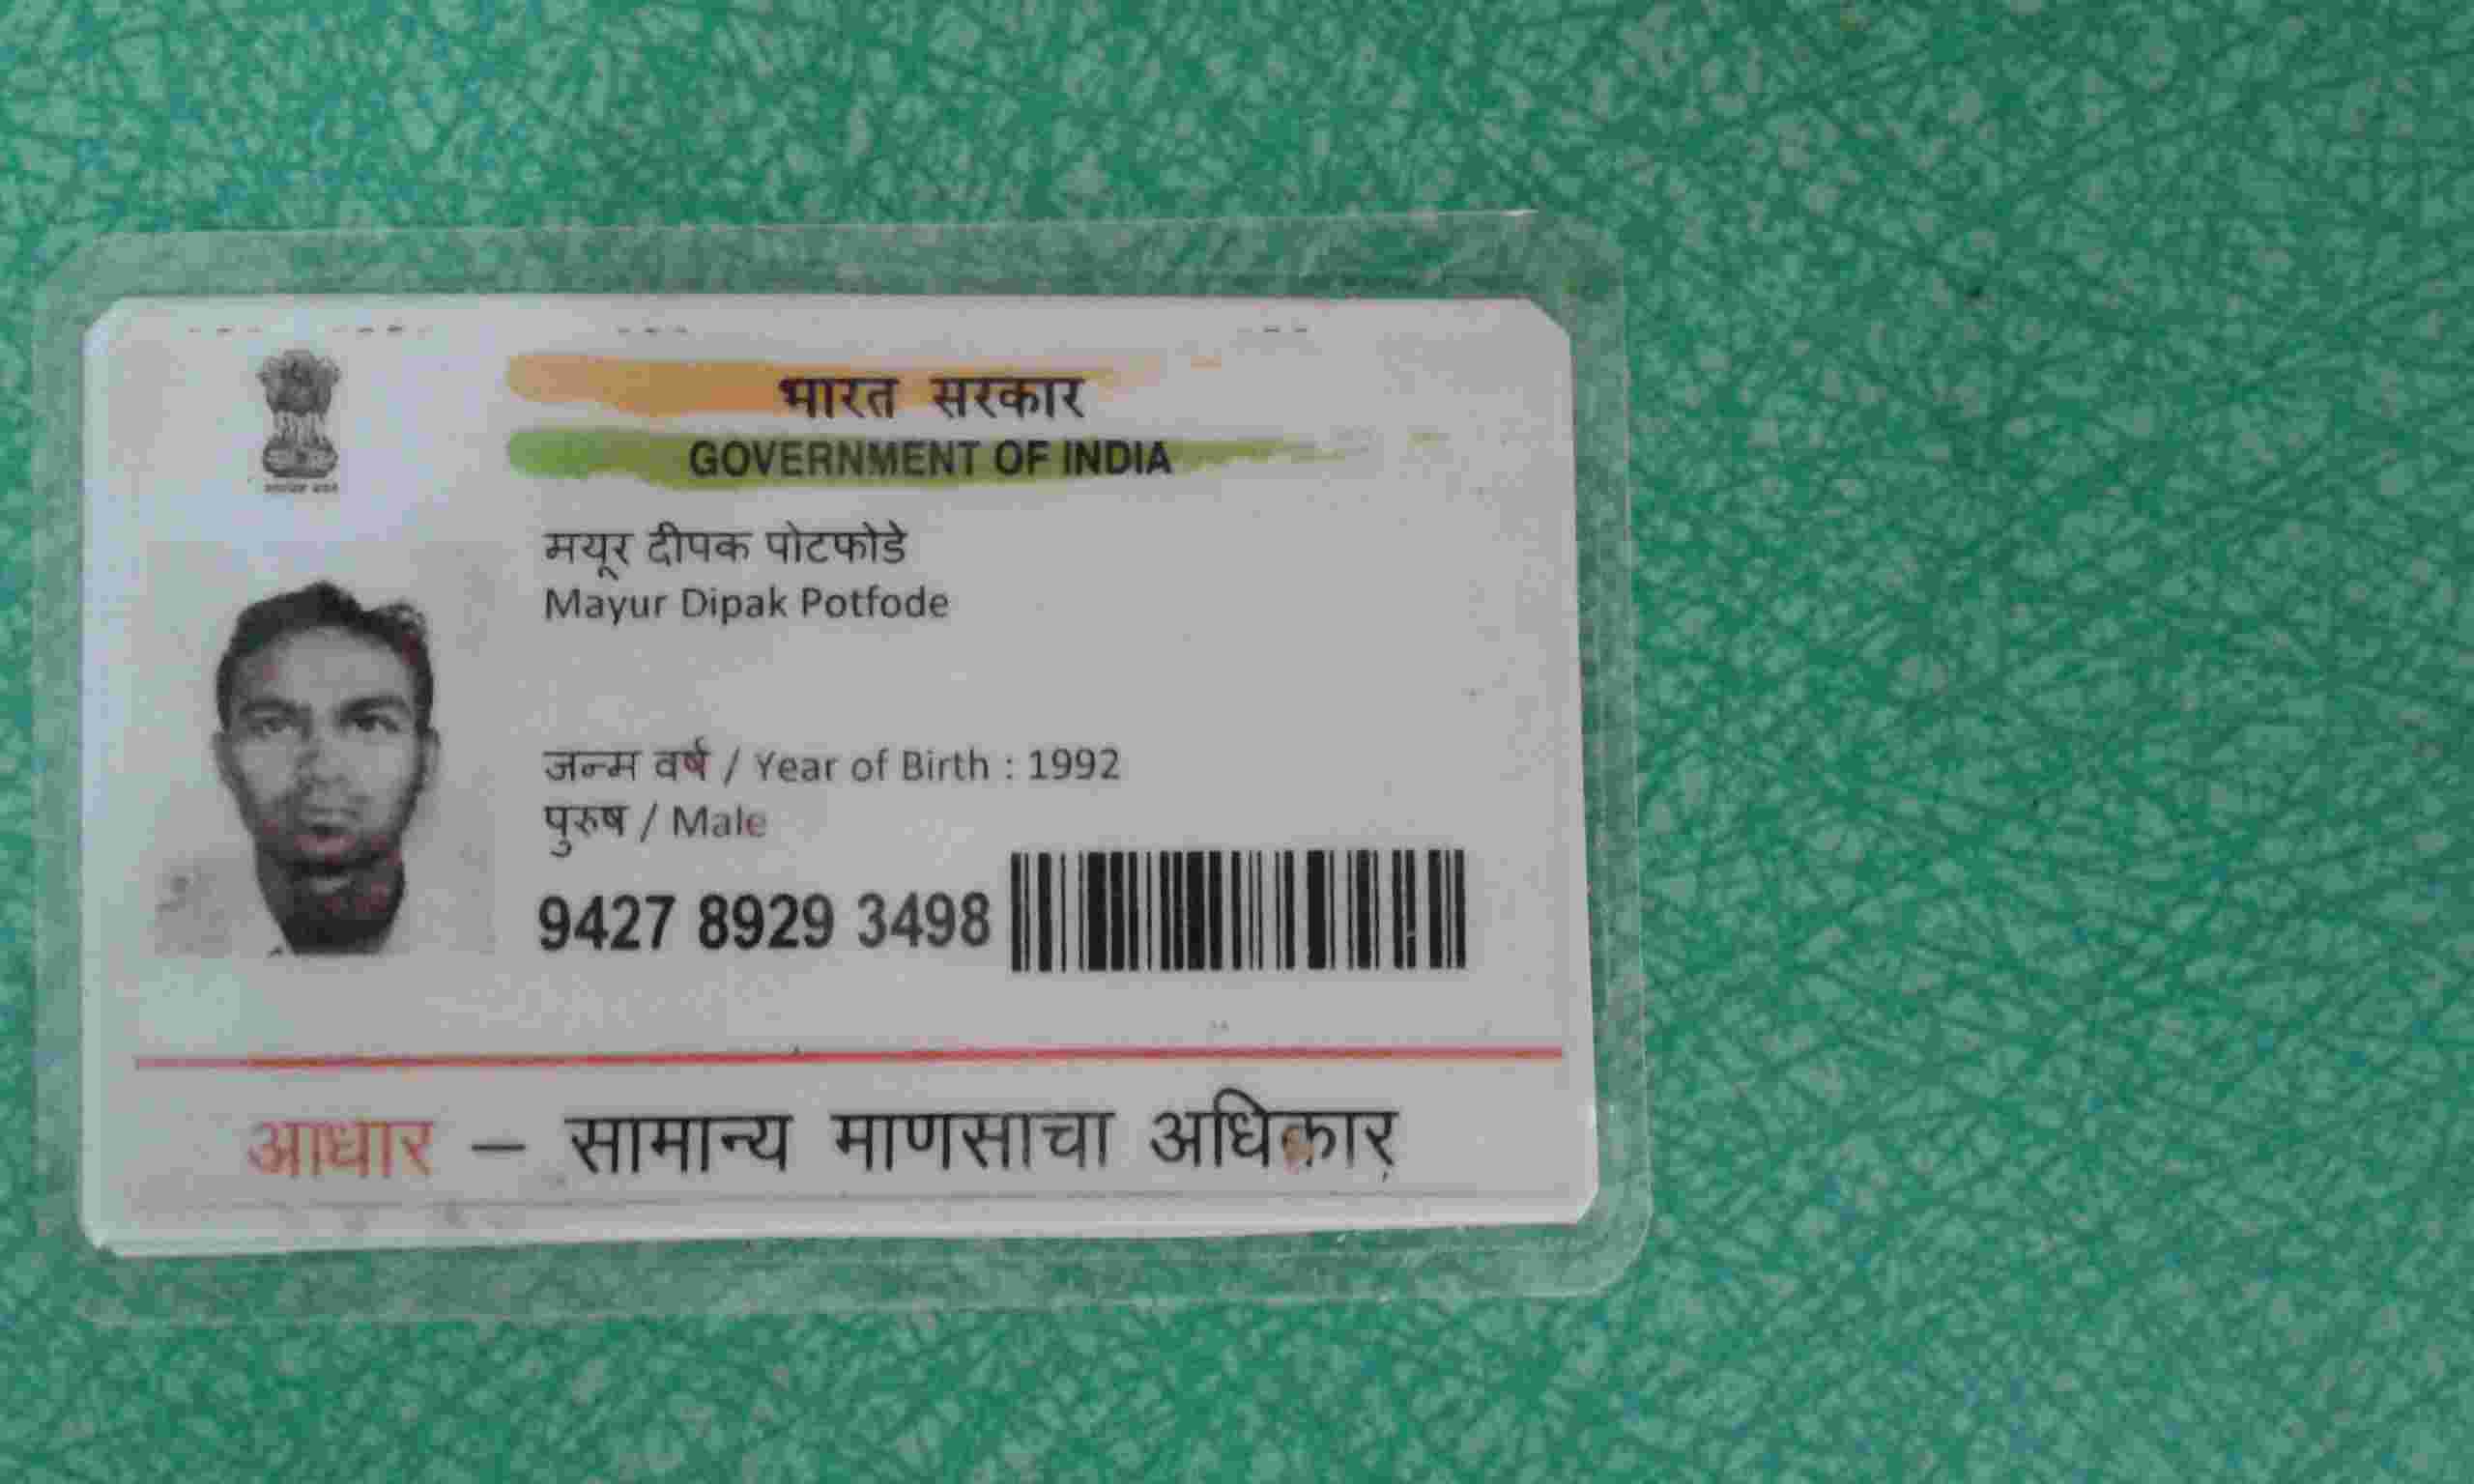 भारत सरकार
GOVERNMENT OF INDIA
मयूर दीपक पोटफोडे
Mayur Dipak Potfode
जन्म वर्ष / Year of Birth : 1992
पुरुष / Male
9427 8929 3498
आधार – सामान्य माणसाचा अधिकार